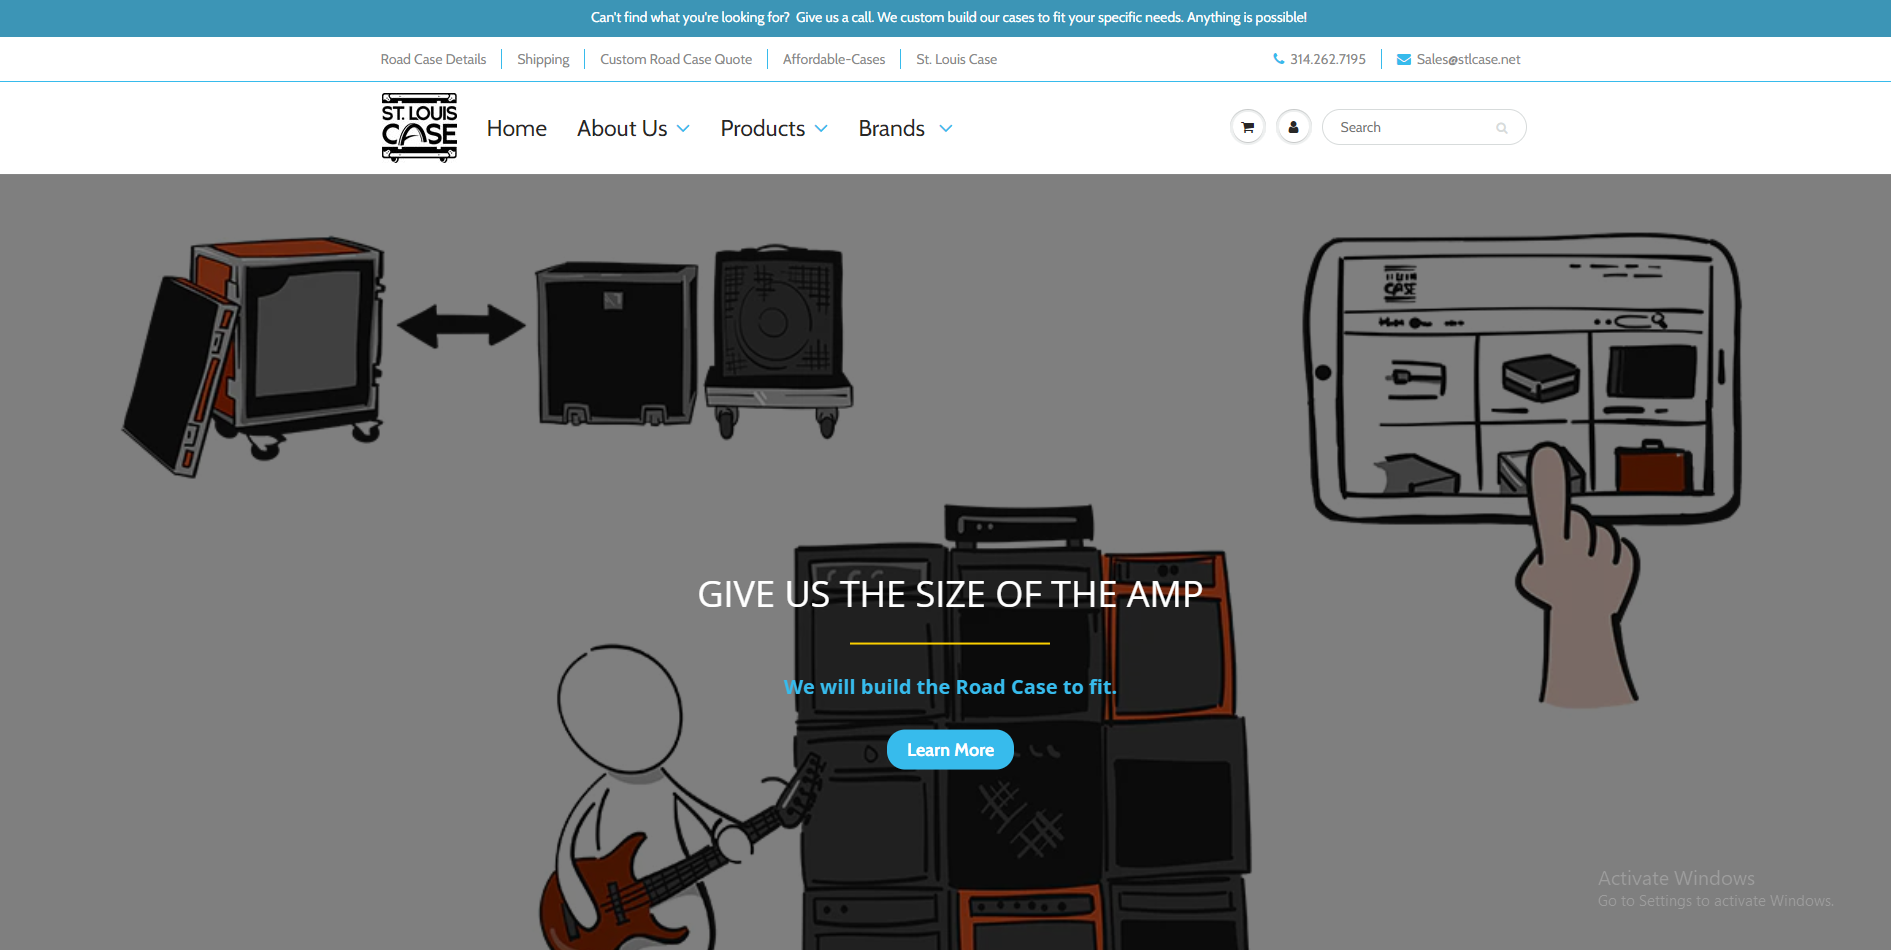 Can't find what you're looking for?  Give us a call. We custom build our cases to fit your specific needs. Anything is possible!
Road Case Details
Shipping
Custom Road Case Quote
Affordable-Cases
St. Louis Case
314.262.7195
Sales@stlcase.net
ST. LOUIS
CASE
Home
About Us
Products
Brands
Search
CASE
GIVE US THE SIZE OF THE AMP
We will build the Road Case to fit.
Learn More
Activate Windows
Go to Settings to activate Windows.